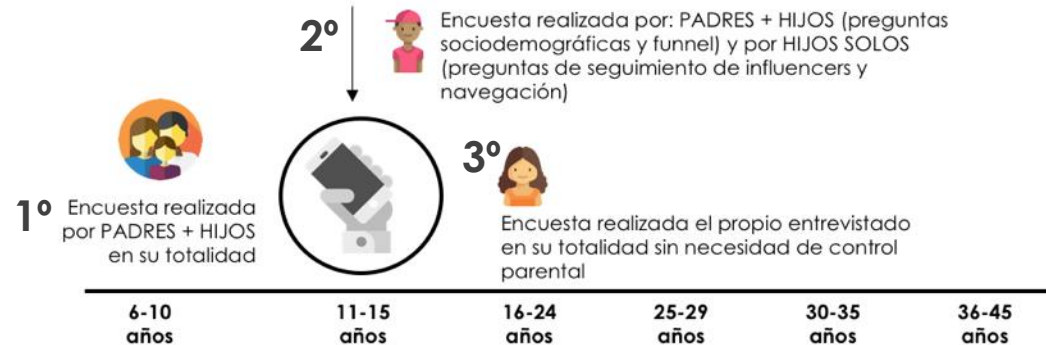 2º
Encuesta realizada por: PADRES + HIJOS (preguntas
sociodemográficas y funnel) y por HIJOS SOLOS
(preguntas de seguimiento de influencers y
navegación)
1º
Encuesta realizada
por PADRES + HIJOS
en su totalidad
3º
Encuesta realizada el propio entrevistado
en su totalidad sin necesidad de control
parental
6-10 11-15 16-24 25-29 30-35 36-45
años años años años años años